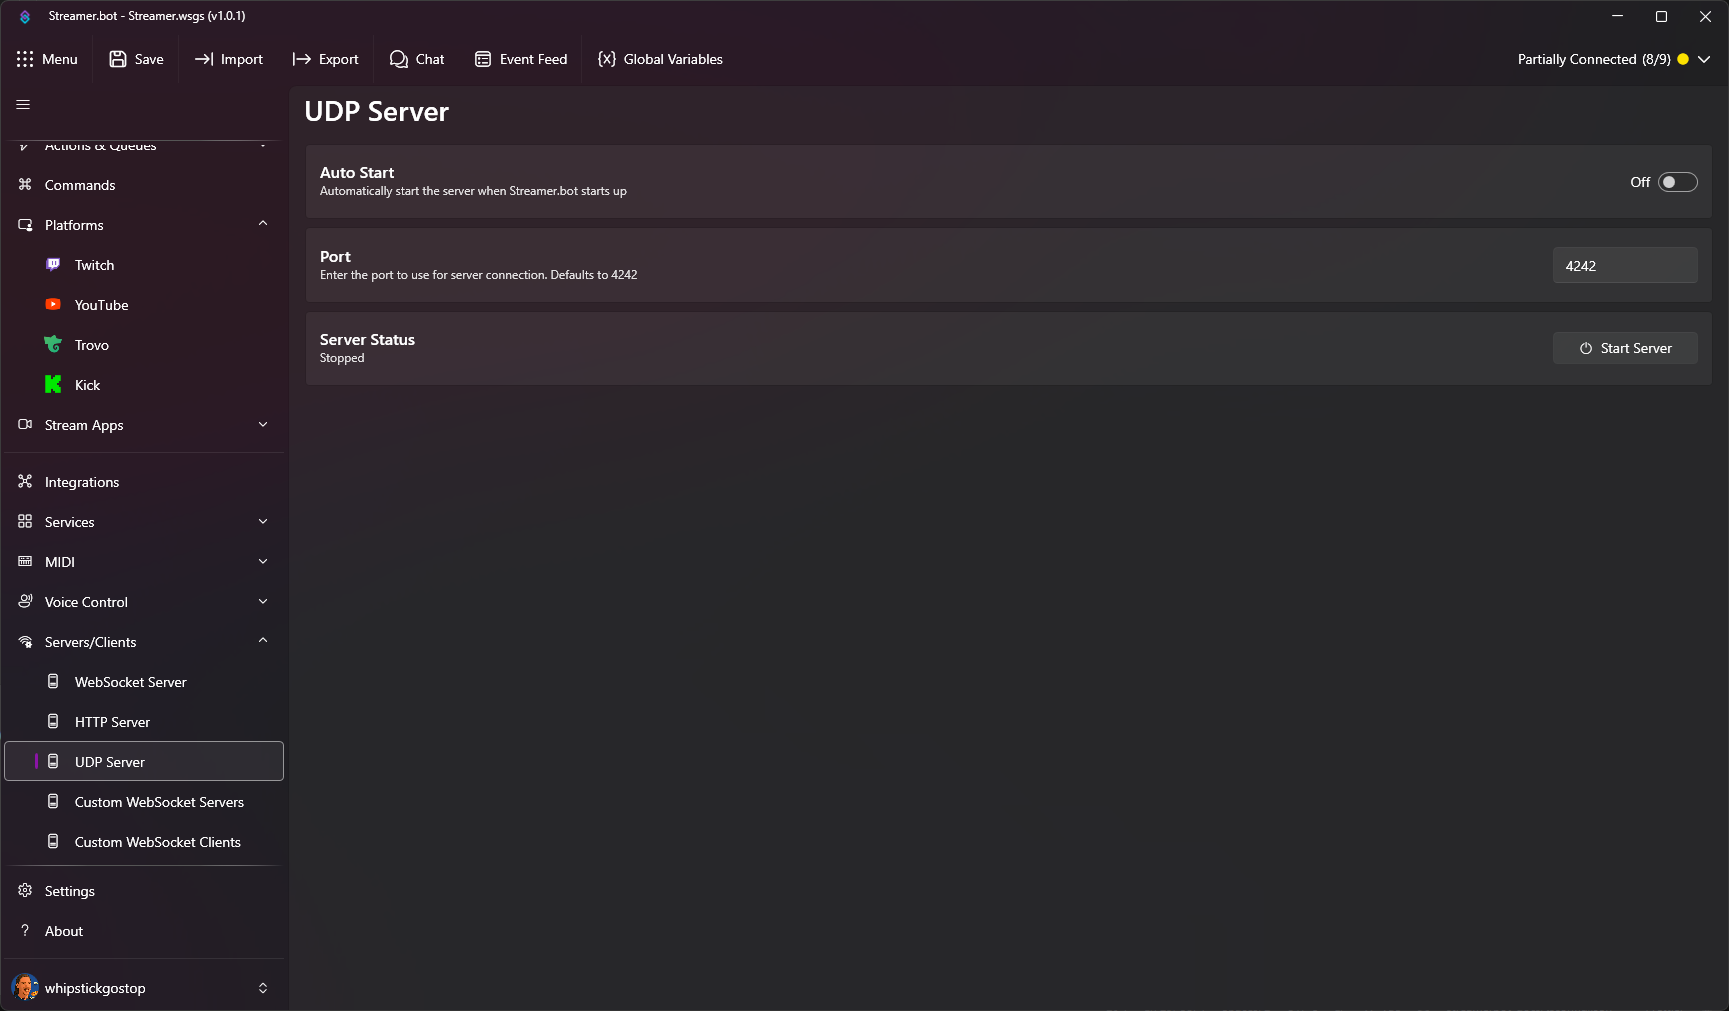 Streamer.bot - Streamer.wsgs (v1.0.1)
Menu
Save
Import
Export
Chat
Event Feed
Global Variables
Partially Connected (8/9)
Actions & Queues
Commands
Platforms
Twitch
YouTube
Trovo
Kick
Stream Apps
Integrations
Services
MIDI
Voice Control
Servers/Clients
WebSocket Server
HTTP Server
UDP Server
Custom WebSocket Servers
Custom WebSocket Clients
Settings
About
whipstickgostop
UDP Server
Auto Start
Automatically start the server when Streamer.bot starts up
Off
Port
Enter the port to use for server connection. Defaults to 4242
4242
Server Status
Stopped
Start Server